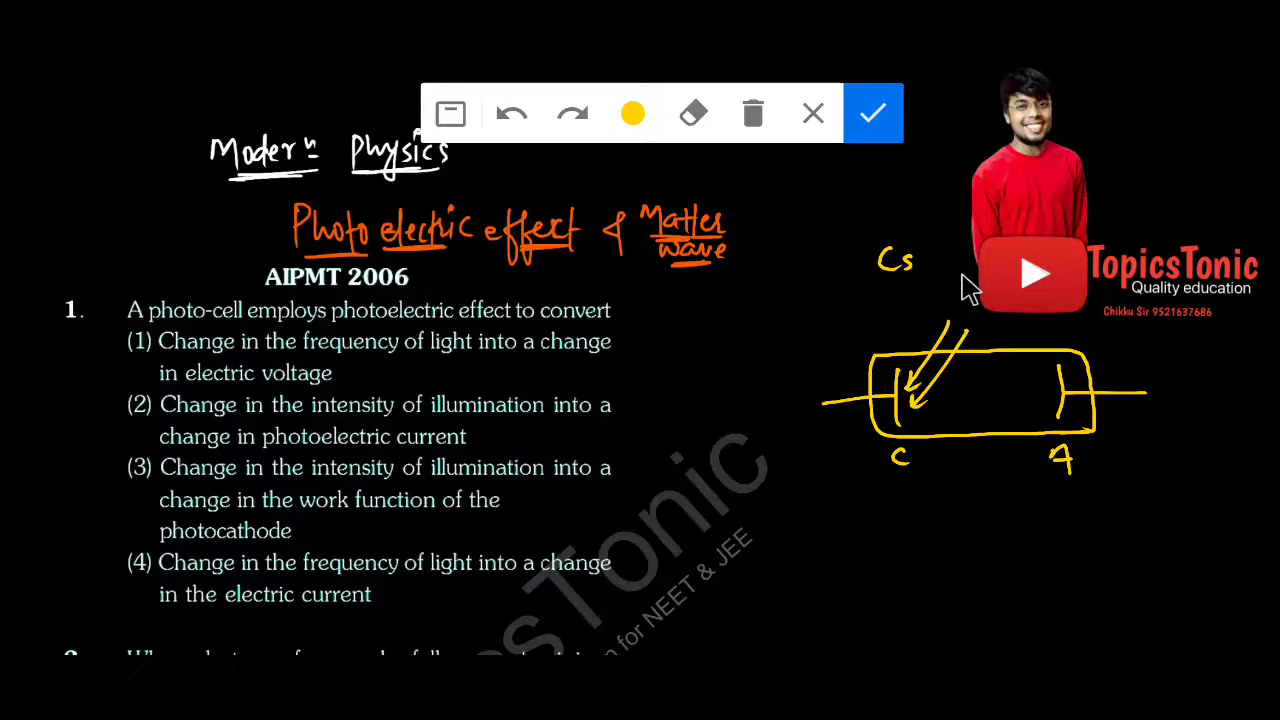 Modern Physics
Photo electric effect & Matter wave
Cs
TopicsTonic
Quality education
Chikku Sir 9521637686
AIPMT 2006
1. A photo-cell employs photoelectric effect to convert
(1) Change in the frequency of light into a change
in electric voltage
(2) Change in the intensity of illumination into a
change in photoelectric current
(3) Change in the intensity of illumination into a
change in the work function of the
photocathode
(4) Change in the frequency of light into a change
in the electric current
C A
sTonic
n for NEET & JEE